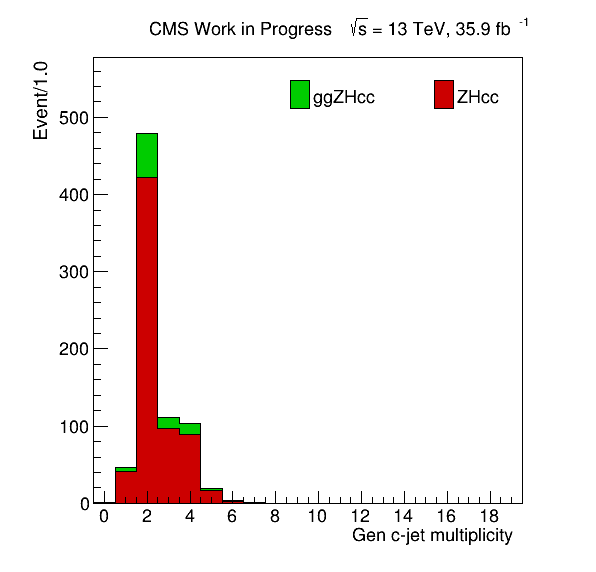 CMS Work in Progress √s = 13 TeV, 35.9 fb -1
Event/1.0
ggZHcc
ZHcc
500
400
300
200
100
0
0 2 4 6 8 10 12 14 16 18
Gen c-jet multiplicity